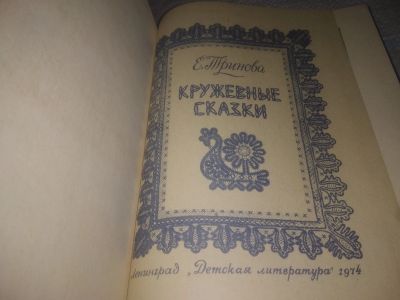 Е. Тринова
КРУЖЕВНЫЕ
СКАЗКИ
Ленинград „Детская литература" 1974